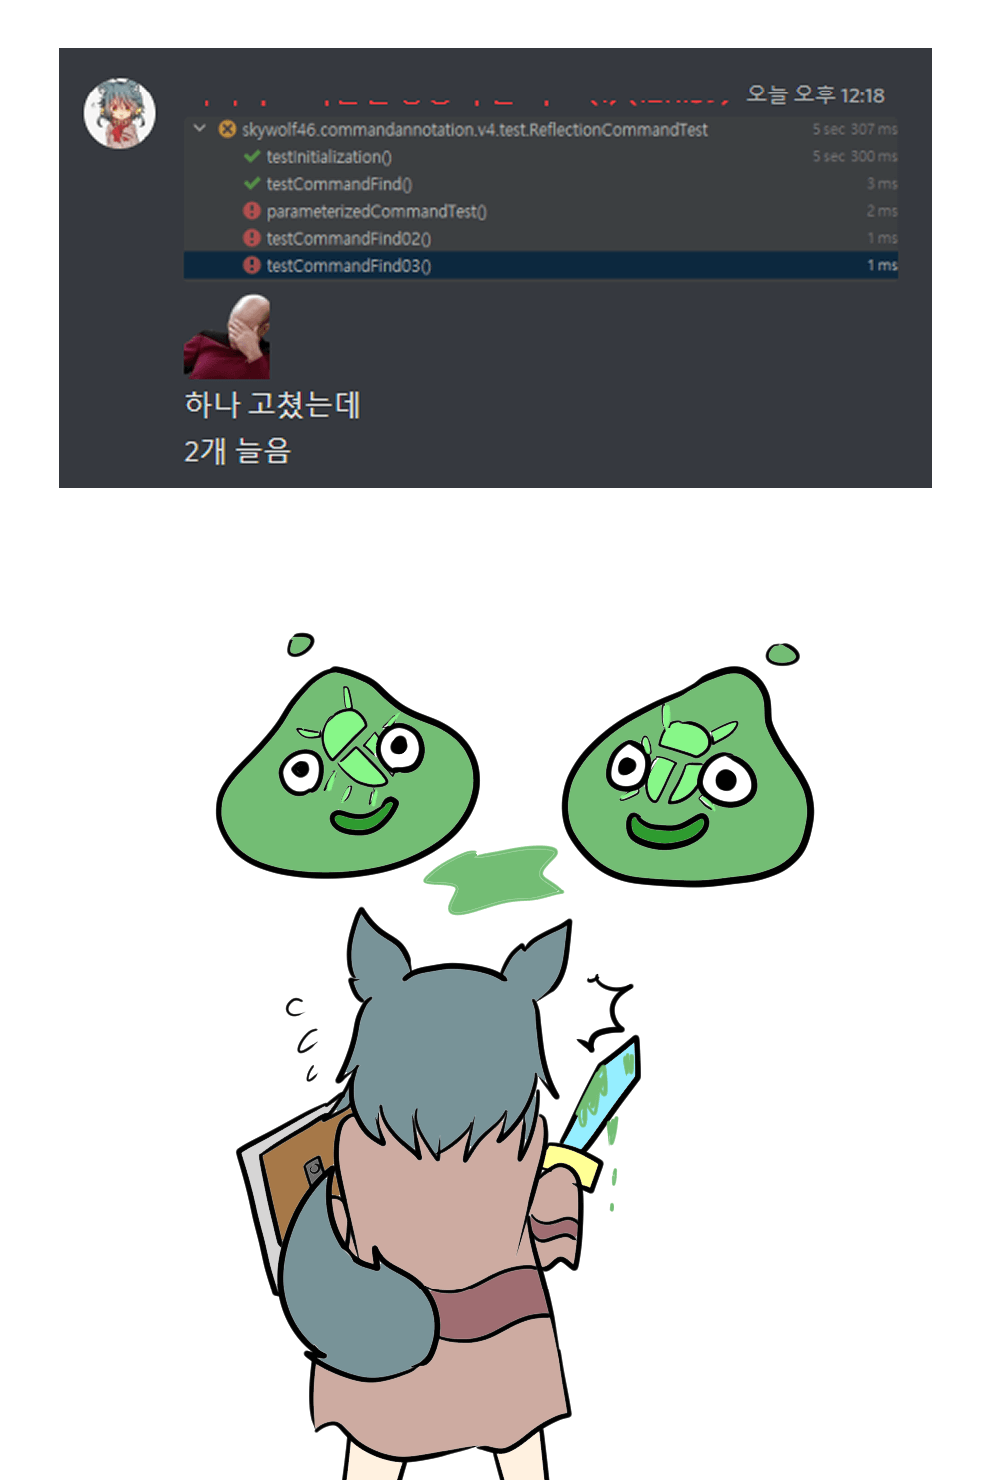 오늘 오후 12:18
skywolf46.commandannotation.v4.test.ReflectionCommandTest 5 sec 307 ms
testInitialization() 5 sec 300 ms
testCommandFind() 3 ms
parameterizedCommandTest() 2 ms
testCommandFind02() 1 ms
testCommandFind03() 1 ms
하나 고쳤는데
2개 늘음